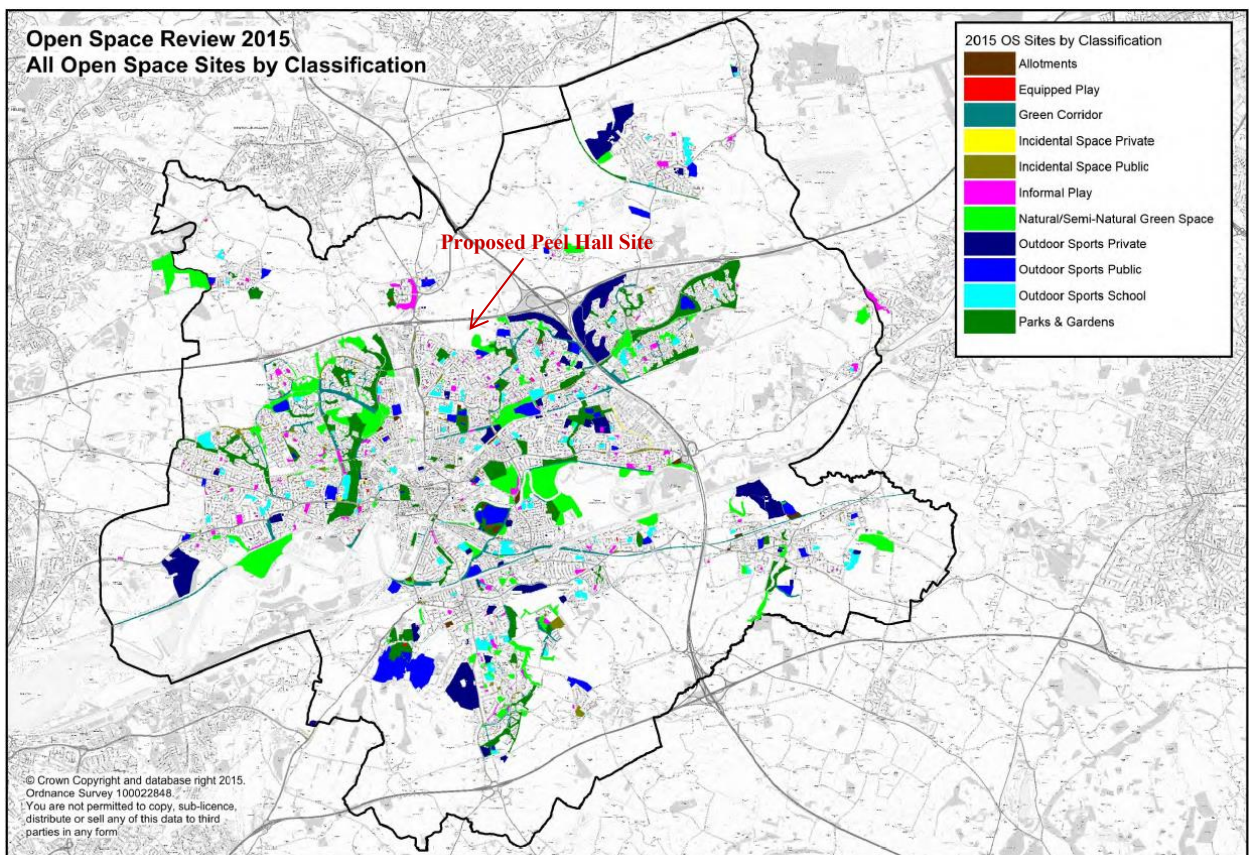 Open Space Review 2015
All Open Space Sites by Classification
2015 OS Sites by Classification
Allotments
Equipped Play
Green Corridor
Incidental Space Private
Incidental Space Public
Informal Play
Natural/Semi-Natural Green Space
Outdoor Sports Private
Outdoor Sports Public
Outdoor Sports School
Parks & Gardens
Proposed Peel Hall Site
© Crown Copyright and database right 2015.
Ordnance Survey 100022848.
You are not permitted to copy, sub-licence,
distribute or sell any of this data to third
parties in any form